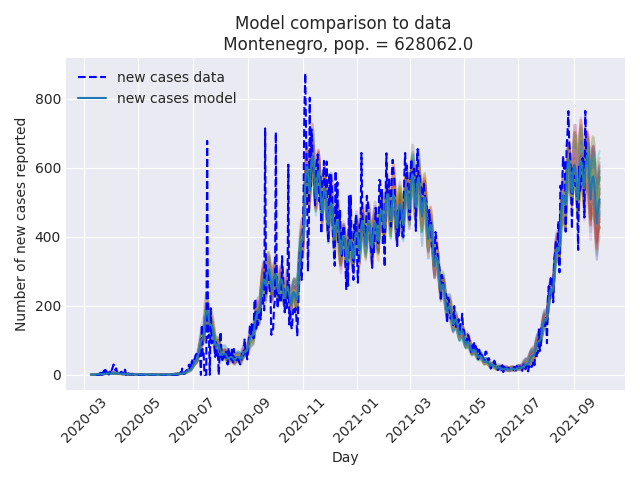 Model comparison to data
Montenegro, pop. = 628062.0
new cases data
new cases model
Number of new cases reported
800
600
400
200
0
2020-03
2020-05
2020-07
2020-09
2020-11
2021-01
2021-03
2021-05
2021-07
2021-09
Day